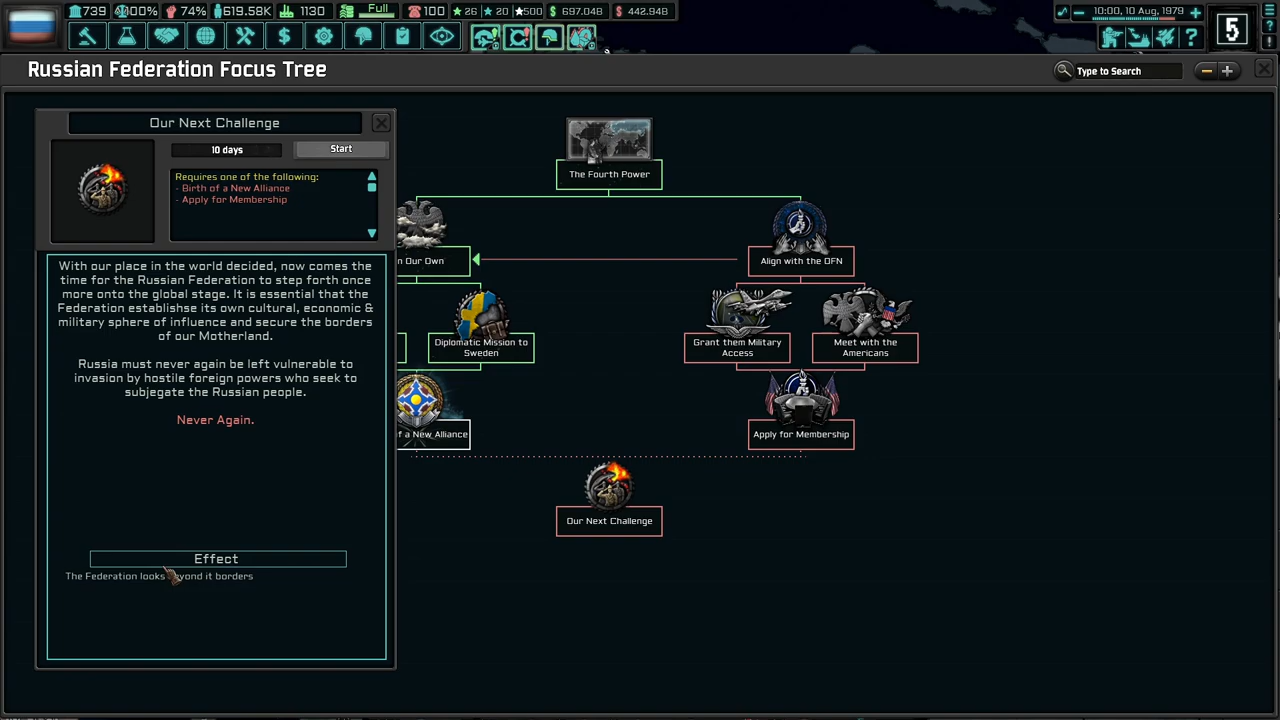 739 100% 74% 619.58K 1130 Full 100 26 20 500 697.04B 442.94B
10:00, 10 Aug, 1979
5
Russian Federation Focus Tree
Type to Search
Our Next Challenge
10 days
Start
Requires one of the following:
- Birth of a New Alliance
- Apply for Membership
With our place in the world decided, now comes the
time for the Russian Federation to step forth once
more onto the global stage. It is essential that the
Federation establishse its own cultural, economic &
military sphere of influence and secure the borders
of our Motherland.
Russia must never again be left vulnerable to
invasion by hostile foreign powers who seek to
subjegate the Russian people.
Never Again.
Effect
The Federation looks beyond it borders
The Fourth Power
n Our Own
Align with the OFN
Diplomatic Mission to
Sweden
Grant them Military
Access
Meet with the
Americans
of a New Alliance
Apply for Membership
Our Next Challenge